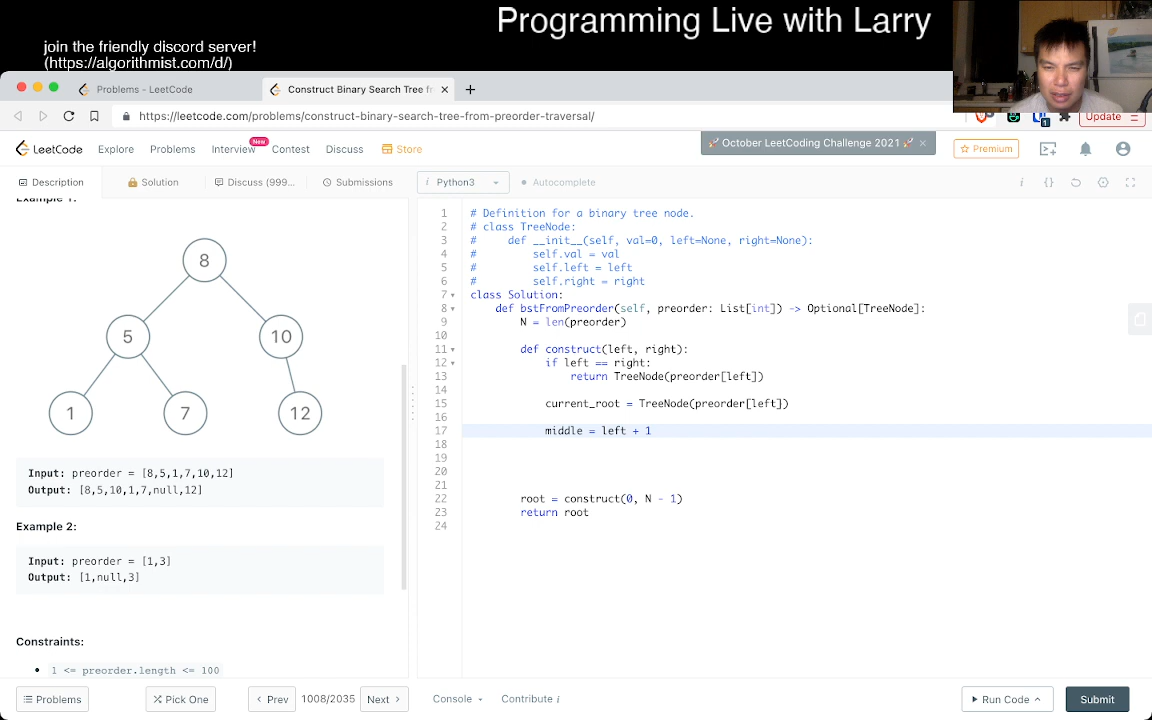 Programming Live with Larry
join the friendly discord server!
(https://algorithmist.com/d/)
Problems - LeetCode
Construct Binary Search Tree fr
https://leetcode.com/problems/construct-binary-search-tree-from-preorder-traversal/
Update
LeetCode
Explore
Problems
Interview
New
Contest
Discuss
Store
🚀 October LeetCoding Challenge 2021 🚀
Premium
Description
Solution
Discuss (999...
Submissions
i Python3
Autocomplete
Example 1:
8
5
10
1
7
12
Input: preorder = [8,5,1,7,10,12]
Output: [8,5,10,1,7,null,12]
Example 2:
Input: preorder = [1,3]
Output: [1,null,3]
Constraints:
1 <= preorder.length <= 100
1 # Definition for a binary tree node.
2 # class TreeNode:
3 #     def __init__(self, val=0, left=None, right=None):
4 #         self.val = val
5 #         self.left = left
6 #         self.right = right
7 class Solution:
8     def bstFromPreorder(self, preorder: List[int]) -> Optional[TreeNode]:
9         N = len(preorder)
10
11         def construct(left, right):
12             if left == right:
13                 return TreeNode(preorder[left])
14
15             current_root = TreeNode(preorder[left])
16
17             middle = left + 1
18
19
20
21
22         root = construct(0, N - 1)
23         return root
24
Problems
Pick One
Prev
1008/2035
Next
Console
Contribute i
Run Code
Submit